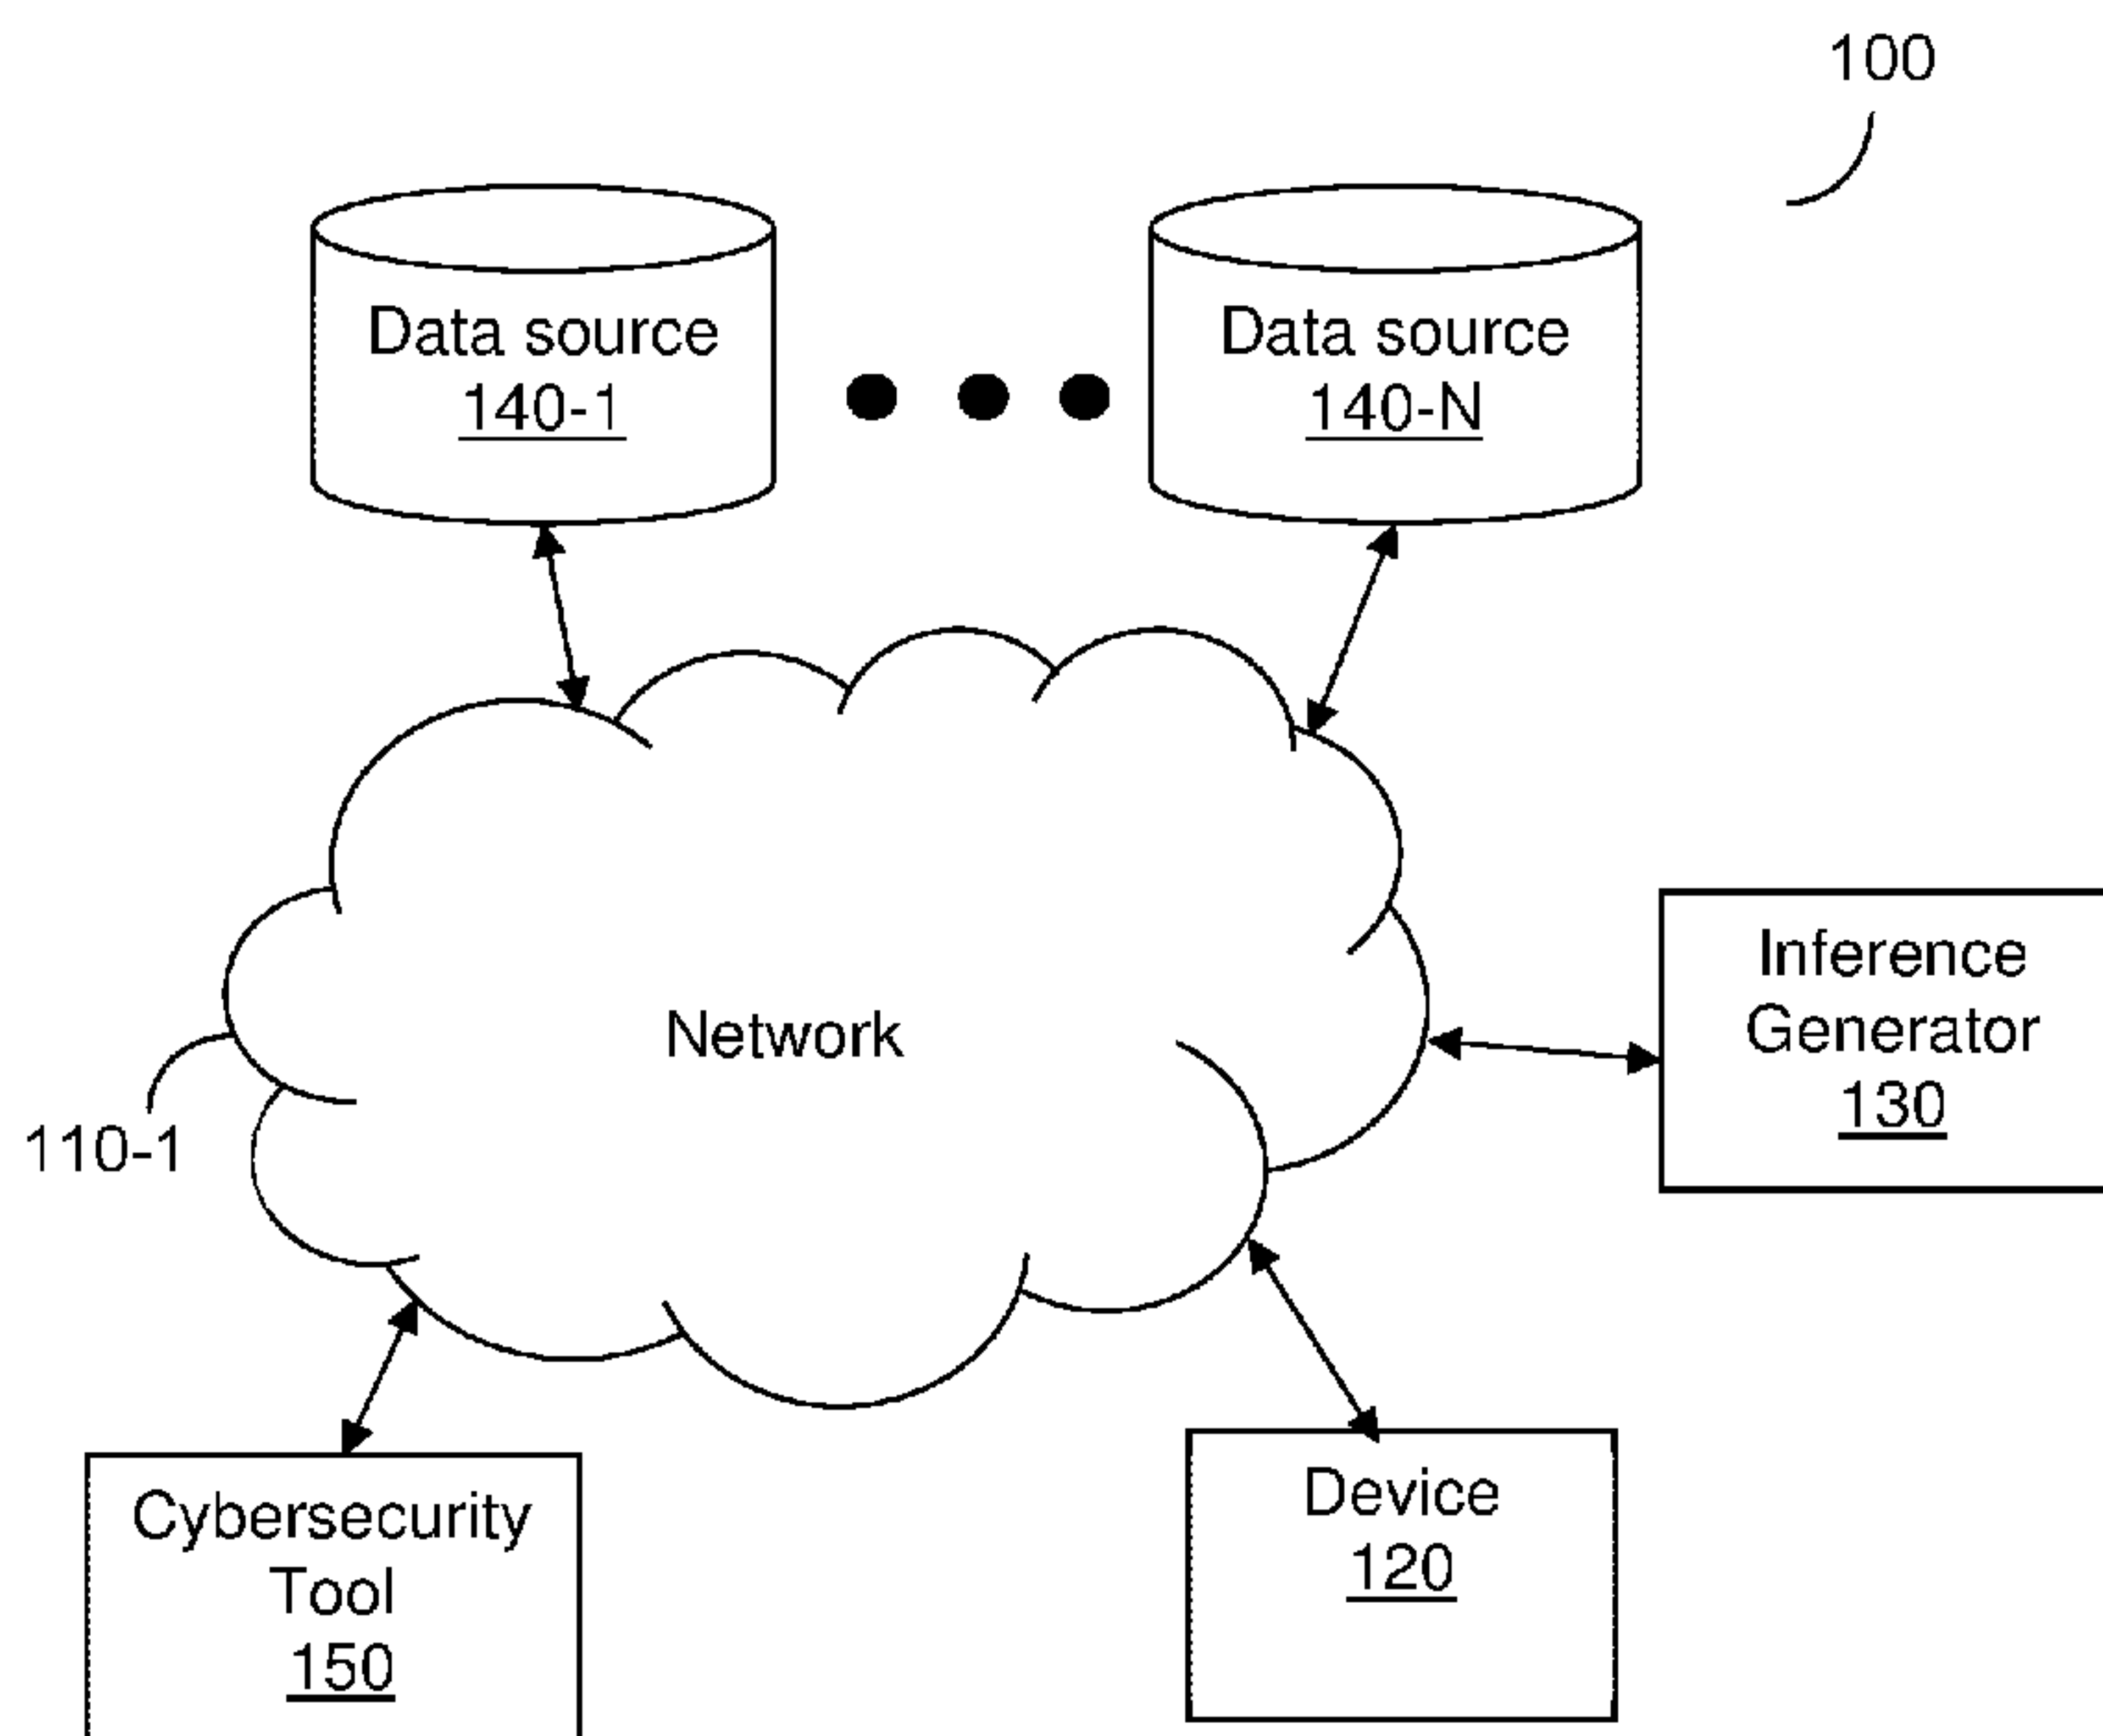 100
Data source
140-1
Data source
140-N
Network
110-1
Inference
Generator
130
Device
120
Cybersecurity
Tool
150